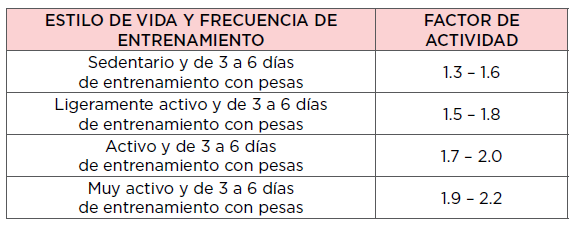 ESTILO DE VIDA Y FRECUENCIA DE
ENTRENAMIENTO
FACTOR DE
ACTIVIDAD
Sedentario y de 3 a 6 días
de entrenamiento con pesas
1.3 – 1.6
Ligeramente activo y de 3 a 6 días
de entrenamiento con pesas
1.5 – 1.8
Activo y de 3 a 6 días
de entrenamiento con pesas
1.7 – 2.0
Muy activo y de 3 a 6 días
de entrenamiento con pesas
1.9 – 2.2